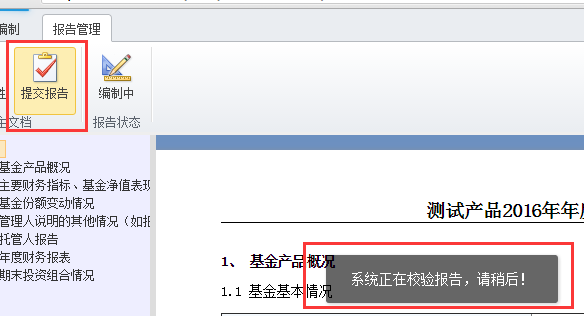 编制 报告管理
提交报告 编制中
主文档 报告状态
基金产品概况
主要财务指标、基金净值表现
基金份额变动情况
管理人说明的其他情况（如报
托管人报告
年度财务报表
期末投资组合情况
测试产品2016年年度
1、 基金产品概况
系统正在校验报告，请稍后！
1.1 基金基本情况